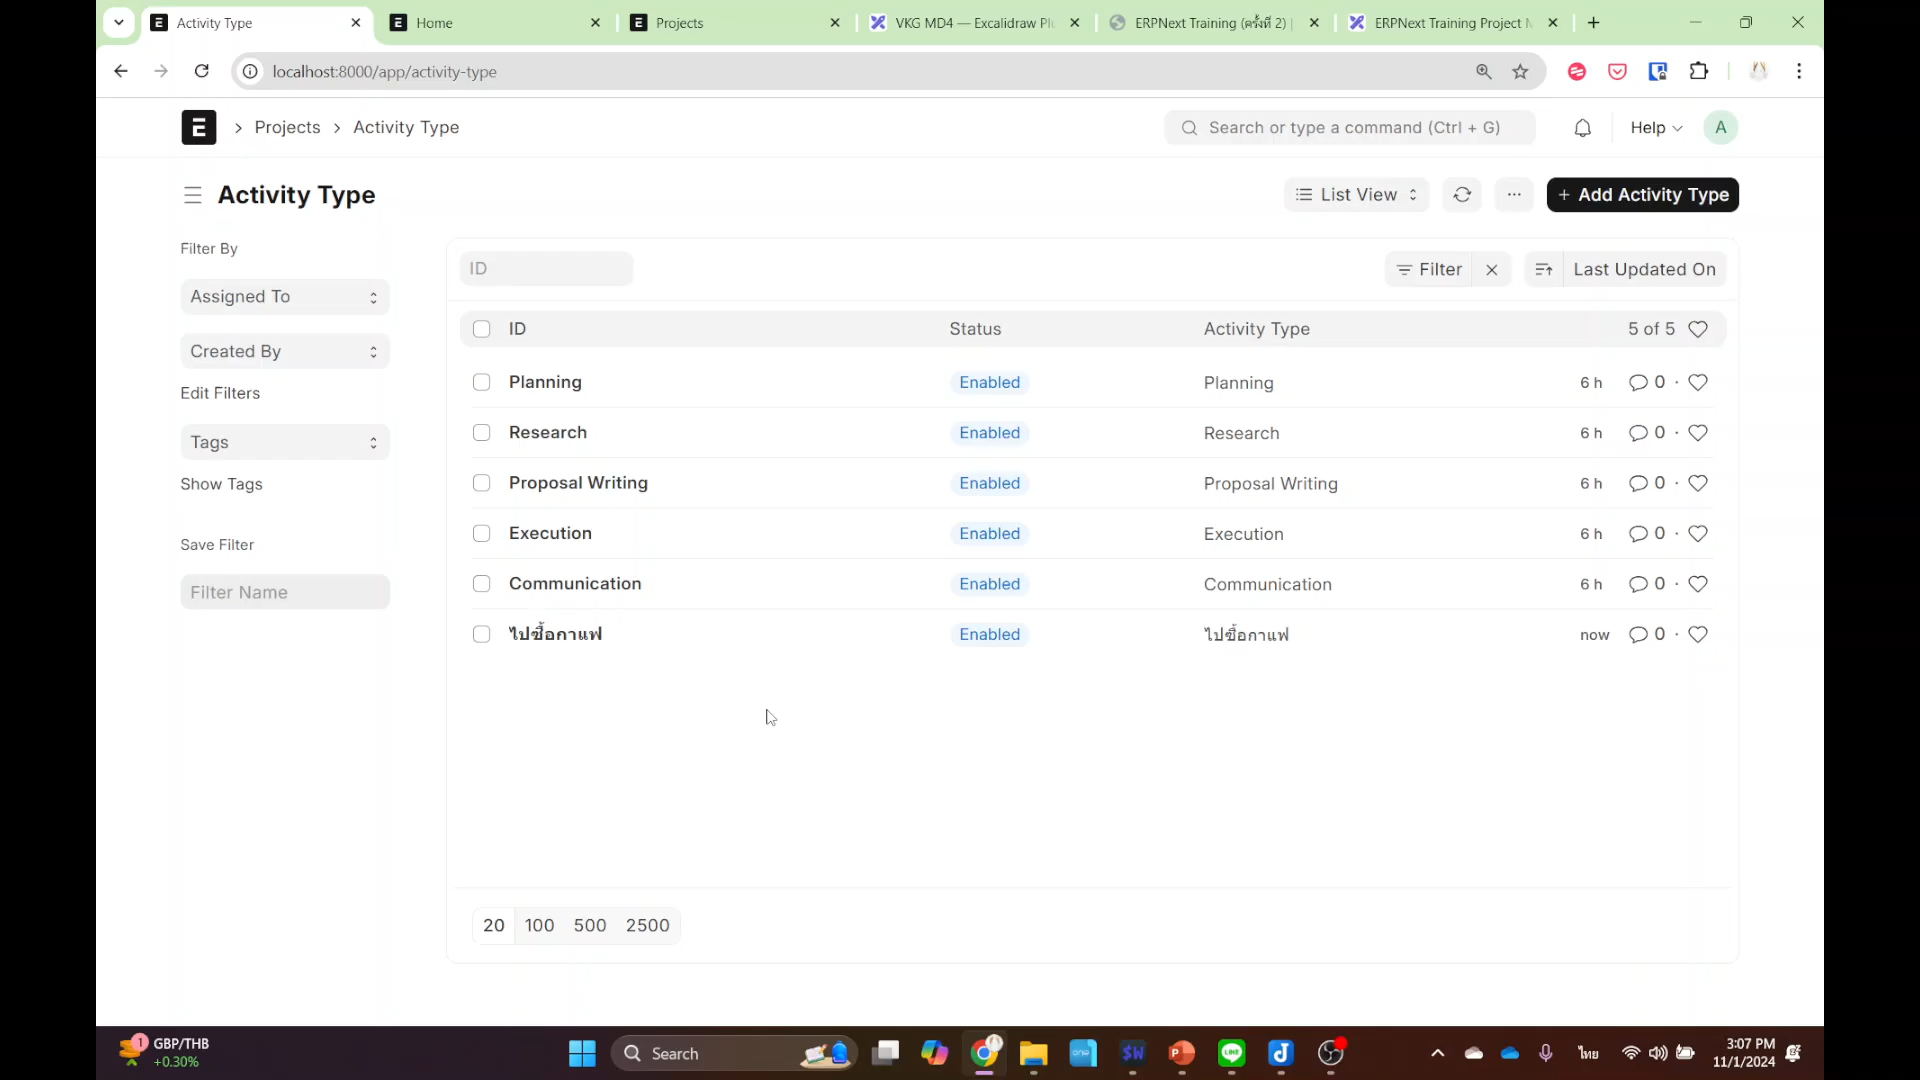 Activity Type
Home
Projects
VKG MD4 — Excalidraw Pl
ERPNext Training (ครั้งที่ 2) |
ERPNext Training Project M
localhost:8000/app/activity-type
E
Projects
Activity Type
Search or type a command (Ctrl + G)
Help
A
Activity Type
List View
+ Add Activity Type
Filter By
Assigned To
Created By
Edit Filters
Tags
Show Tags
Save Filter
Filter Name
ID
Filter
Last Updated On
ID Status Activity Type 5 of 5
Planning Enabled Planning 6 h 0
Research Enabled Research 6 h 0
Proposal Writing Enabled Proposal Writing 6 h 0
Execution Enabled Execution 6 h 0
Communication Enabled Communication 6 h 0
ไปซื้อกาแฟ Enabled ไปซื้อกาแฟ now 0
20 100 500 2500
1
GBP/THB
+0.30%
Search
ไทย
3:07 PM
11/1/2024